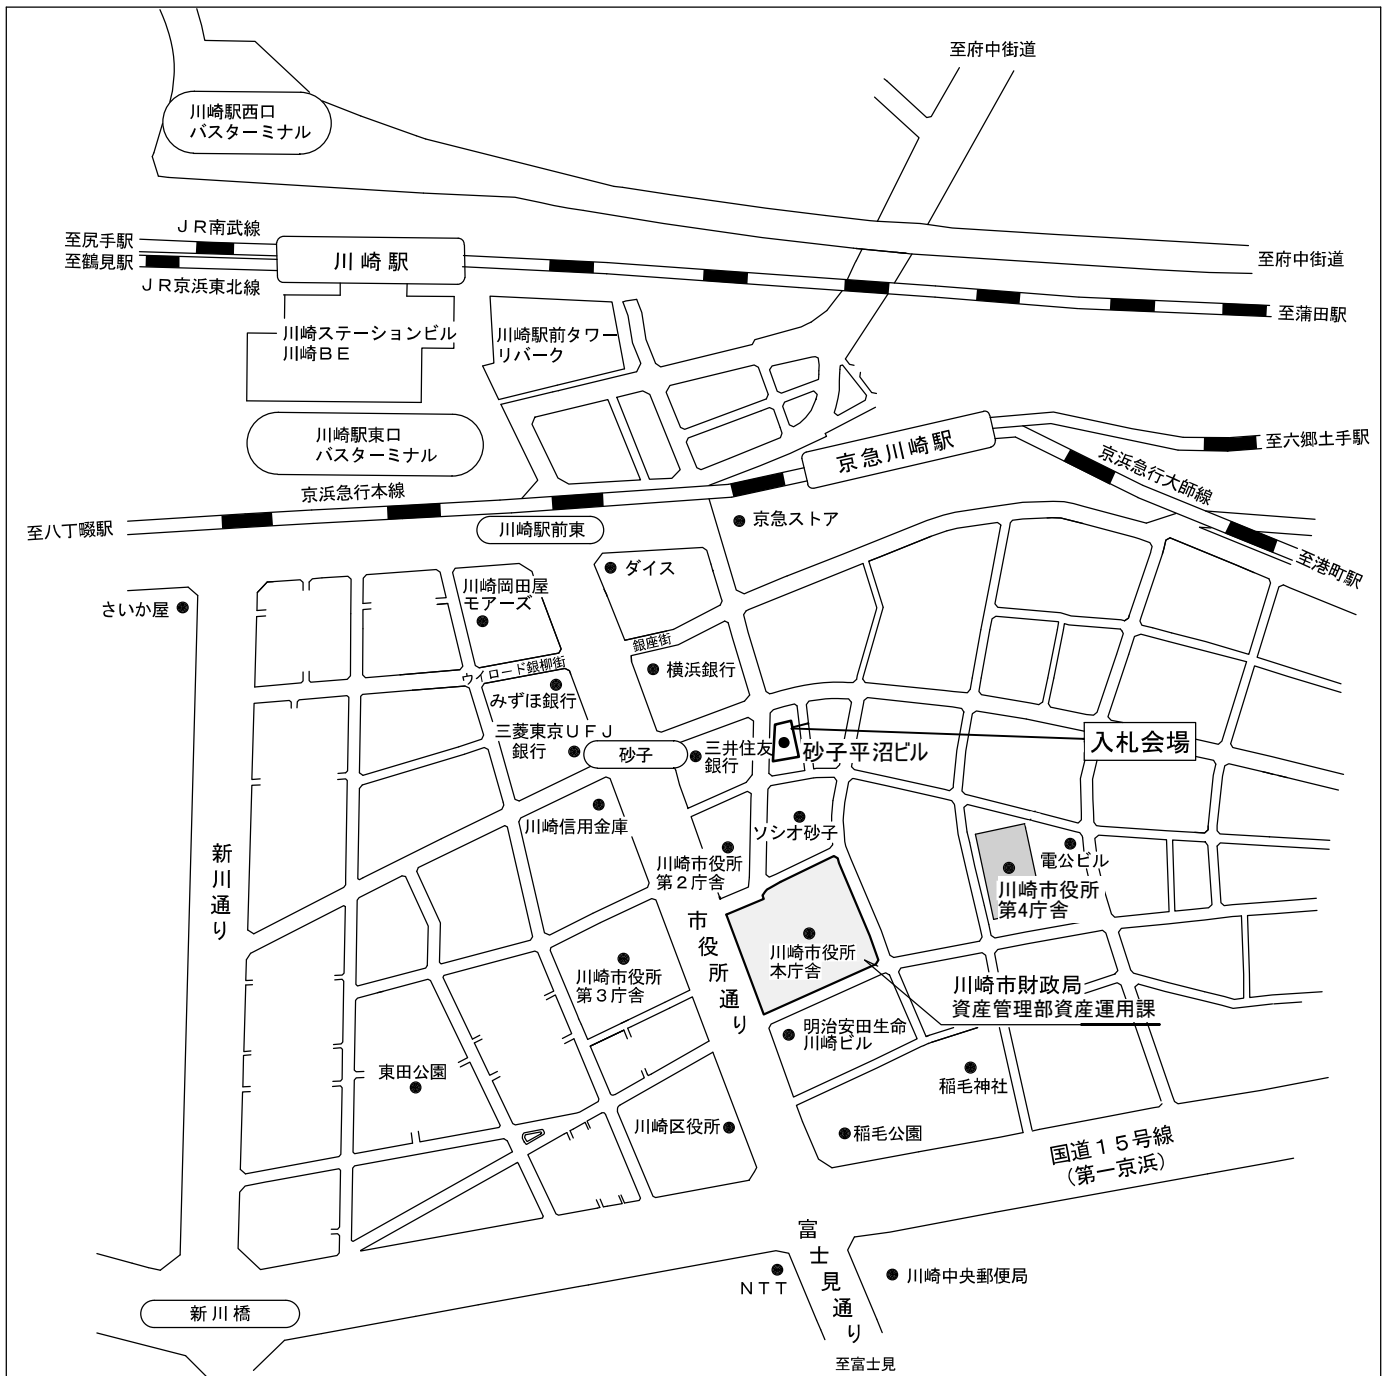 至府中街道
川崎駅西口
バスターミナル
ＪＲ南武線
至尻手駅
至鶴見駅
ＪＲ京浜東北線
川崎駅
至府中街道
至蒲田駅
川崎ステーションビル
川崎ＢＥ
川崎駅前タワー
リバーク
川崎駅東口
バスターミナル
京急川崎駅
至六郷土手駅
京浜急行大師線
京浜急行本線
至八丁畷駅
川崎駅前東
京急ストア
至港町駅
さいか屋
川崎岡田屋
モアーズ
ダイス
銀座街
ウイロード銀柳街
横浜銀行
みずほ銀行
三菱東京ＵＦＪ
銀行
砂子
三井住友
銀行
砂子平沼ビル
入札会場
川崎信用金庫
ソシオ砂子
川崎市役所
第２庁舎
電公ビル
川崎市役所
第4庁舎
新川通り
市役所通り
川崎市役所
本庁舎
川崎市役所
第３庁舎
川崎市財政局
資産管理部資産運用課
明治安田生命
川崎ビル
東田公園
稲毛神社
川崎区役所
稲毛公園
国道１５号線
（第一京浜）
富士見通り
ＮＴＴ
川崎中央郵便局
新川橋
至富士見